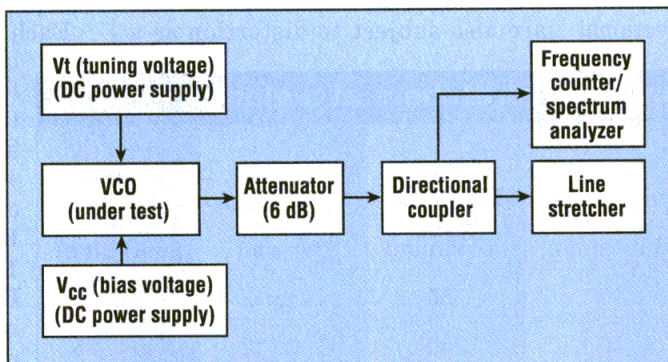 Vt (tuning voltage)
(DC power supply)
VCO
(under test)
VCC (bias voltage)
(DC power supply)
Attenuator
(6 dB)
Directional
coupler
Frequency
counter/
spectrum
analyzer
Line
stretcher